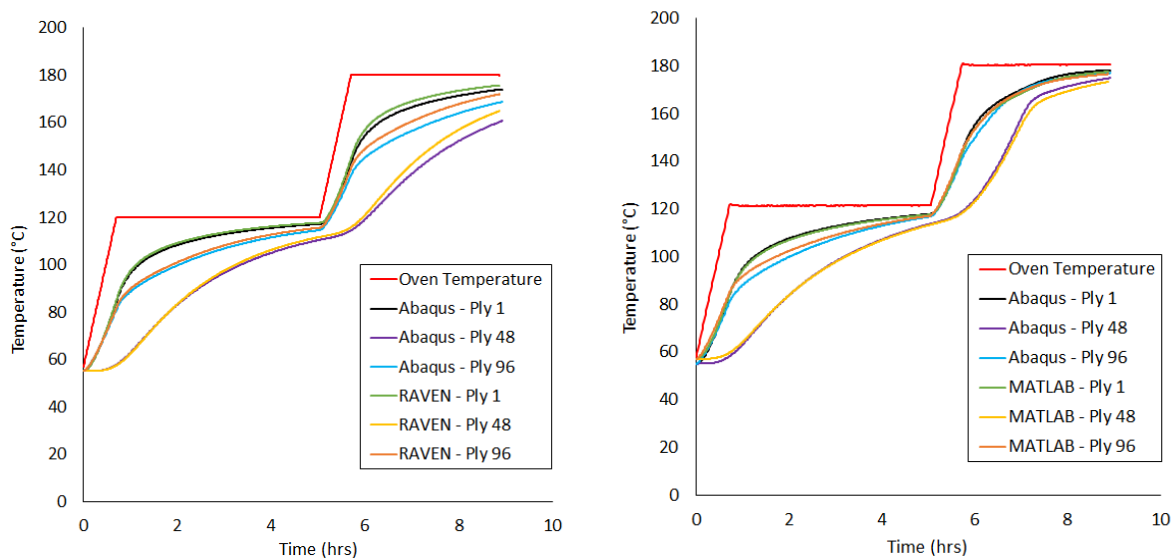 200
180
160
140
120
100
80
60
40
20
0
Temperature (°C)
Oven Temperature
Abaqus - Ply 1
Abaqus - Ply 48
Abaqus - Ply 96
RAVEN - Ply 1
RAVEN - Ply 48
RAVEN - Ply 96
0 2 4 6 8 10
Time (hrs)
200
180
160
140
120
100
80
60
40
20
0
Temperature (°C)
Oven Temperature
Abaqus - Ply 1
Abaqus - Ply 48
Abaqus - Ply 96
MATLAB - Ply 1
MATLAB - Ply 48
MATLAB - Ply 96
0 2 4 6 8 10
Time (hrs)